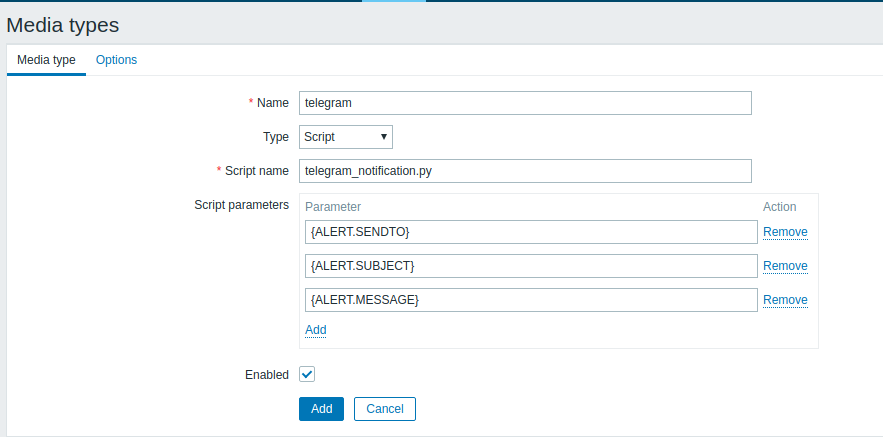 Media types
Media type Options
* Name telegram
Type Script
* Script name telegram_notification.py
Script parameters Parameter Action
{ALERT.SENDTO} Remove
{ALERT.SUBJECT} Remove
{ALERT.MESSAGE} Remove
Add
Enabled
Add Cancel